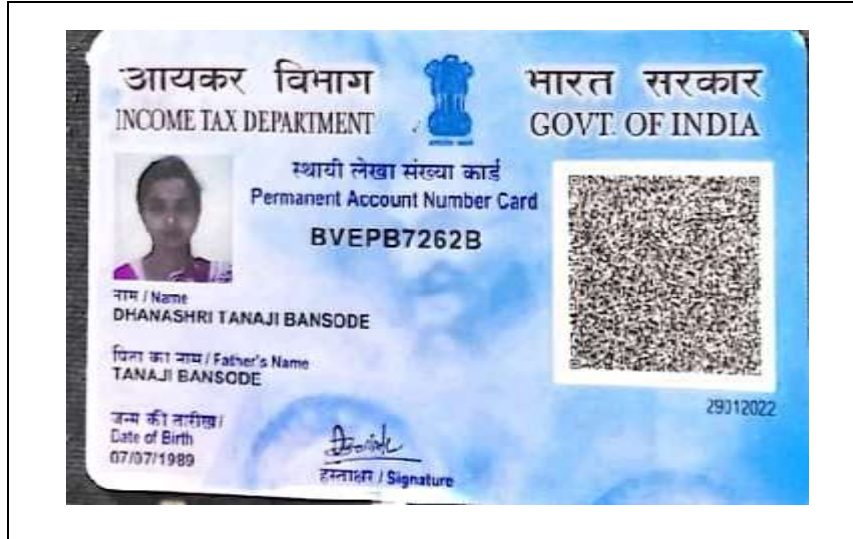 आयकर विभाग
INCOME TAX DEPARTMENT
भारत सरकार
GOVT. OF INDIA
स्थायी लेखा संख्या कार्ड
Permanent Account Number Card
BVEPB7262B
नाम / Name
DHANASHRI TANAJI BANSODE
पिता का नाम / Father's Name
TANAJI BANSODE
जन्म की तारीख /
Date of Birth
07/07/1989
हस्ताक्षर / Signature
29012022